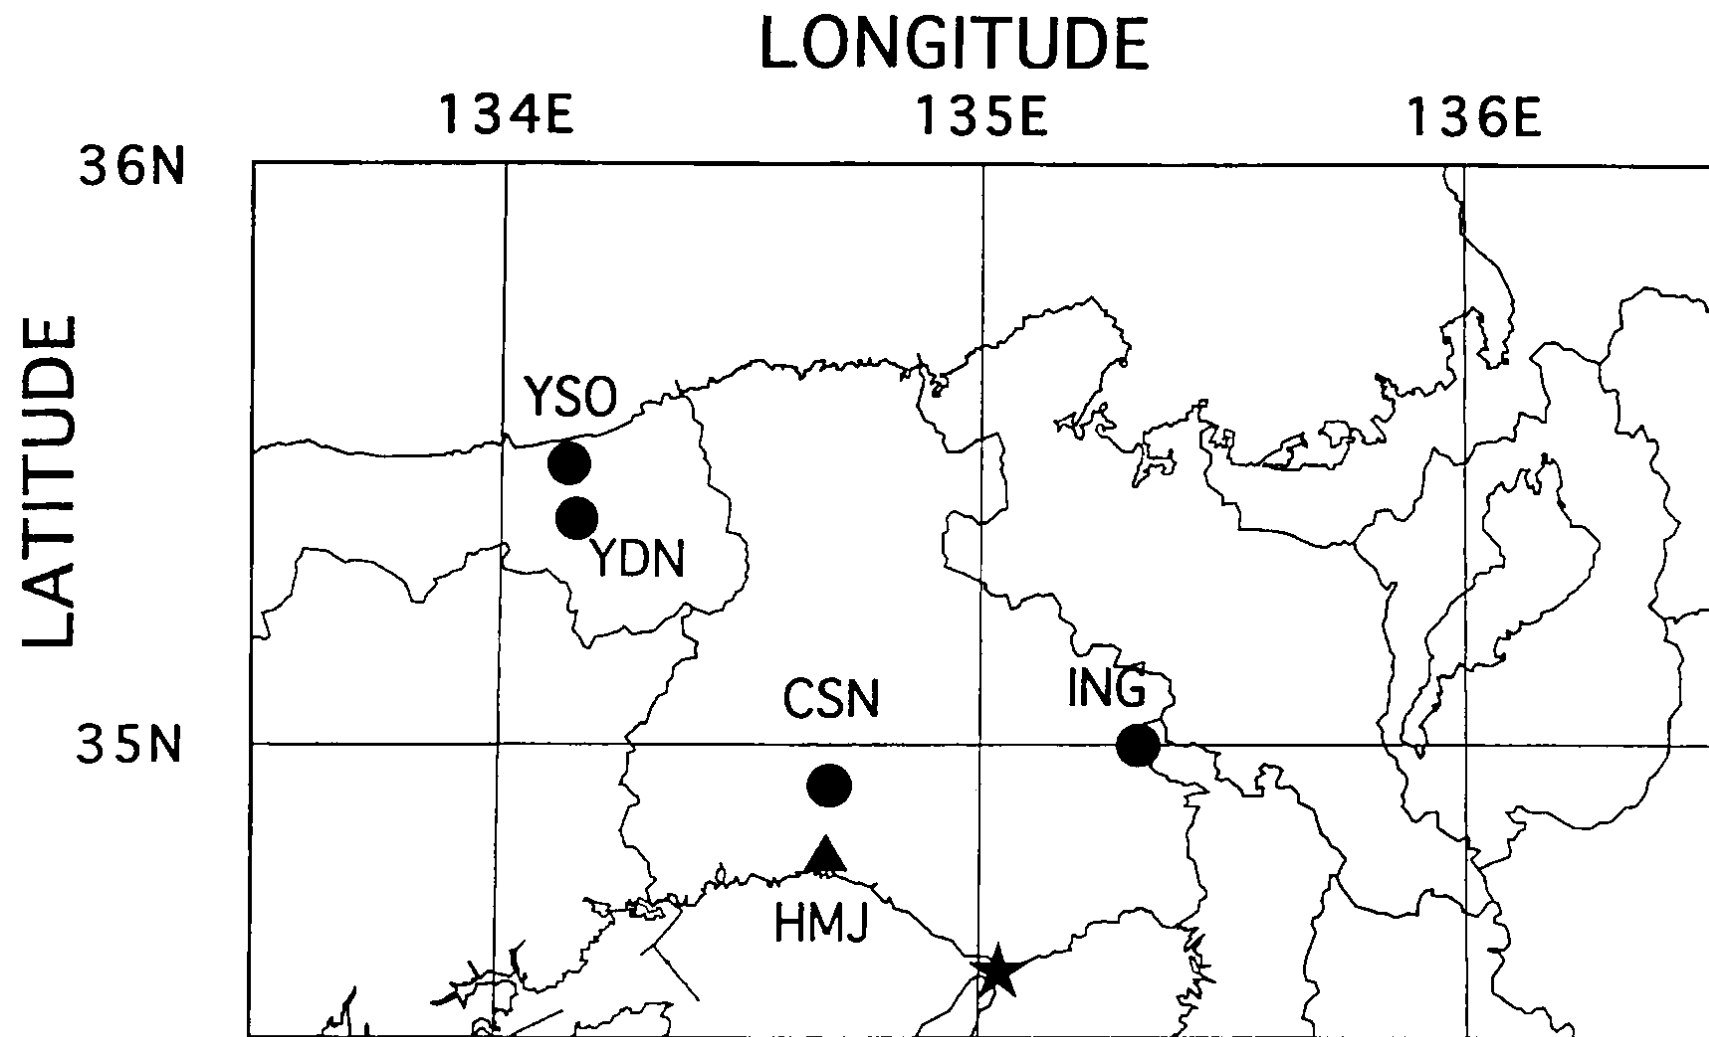 LONGITUDE
134E 135E 136E
36N
LATITUDE
YSO
YDN
ING
CSN
35N
HMJ